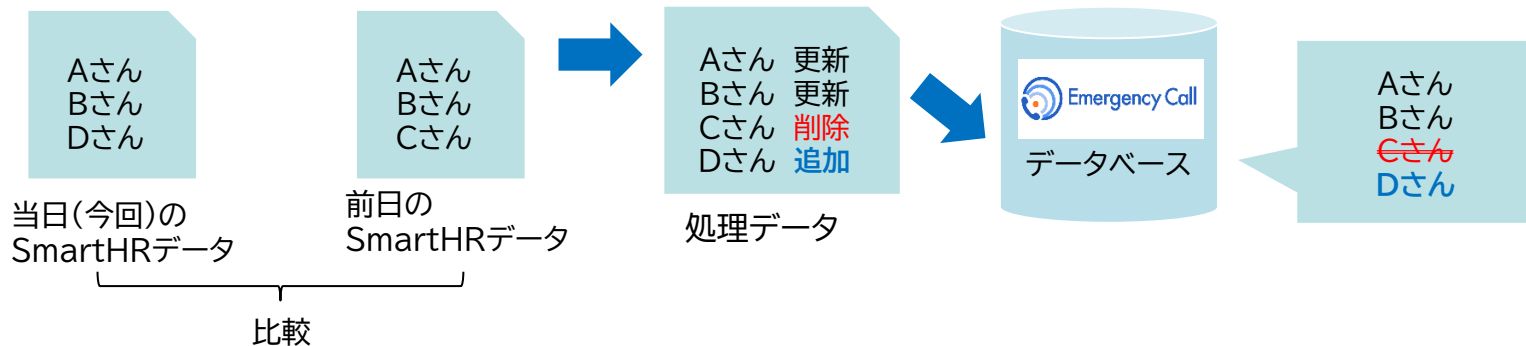 Aさん
Bさん
Dさん
当日(今回)の
SmartHRデータ
Aさん
Bさん
Cさん
前日の
SmartHRデータ
比較
Aさん 更新
Bさん 更新
Cさん 削除
Dさん 追加
処理データ
Emergency Call
データベース
Aさん
Bさん
Cさん
Dさん